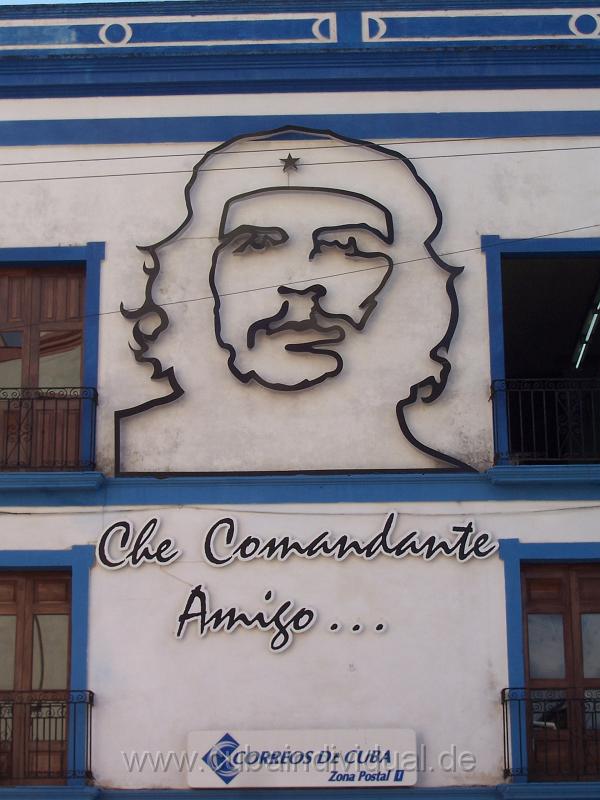 Che Comandante
Amigo...
CORREOS DE CUBA
www.cubaindividual.de
Zona Postal 1